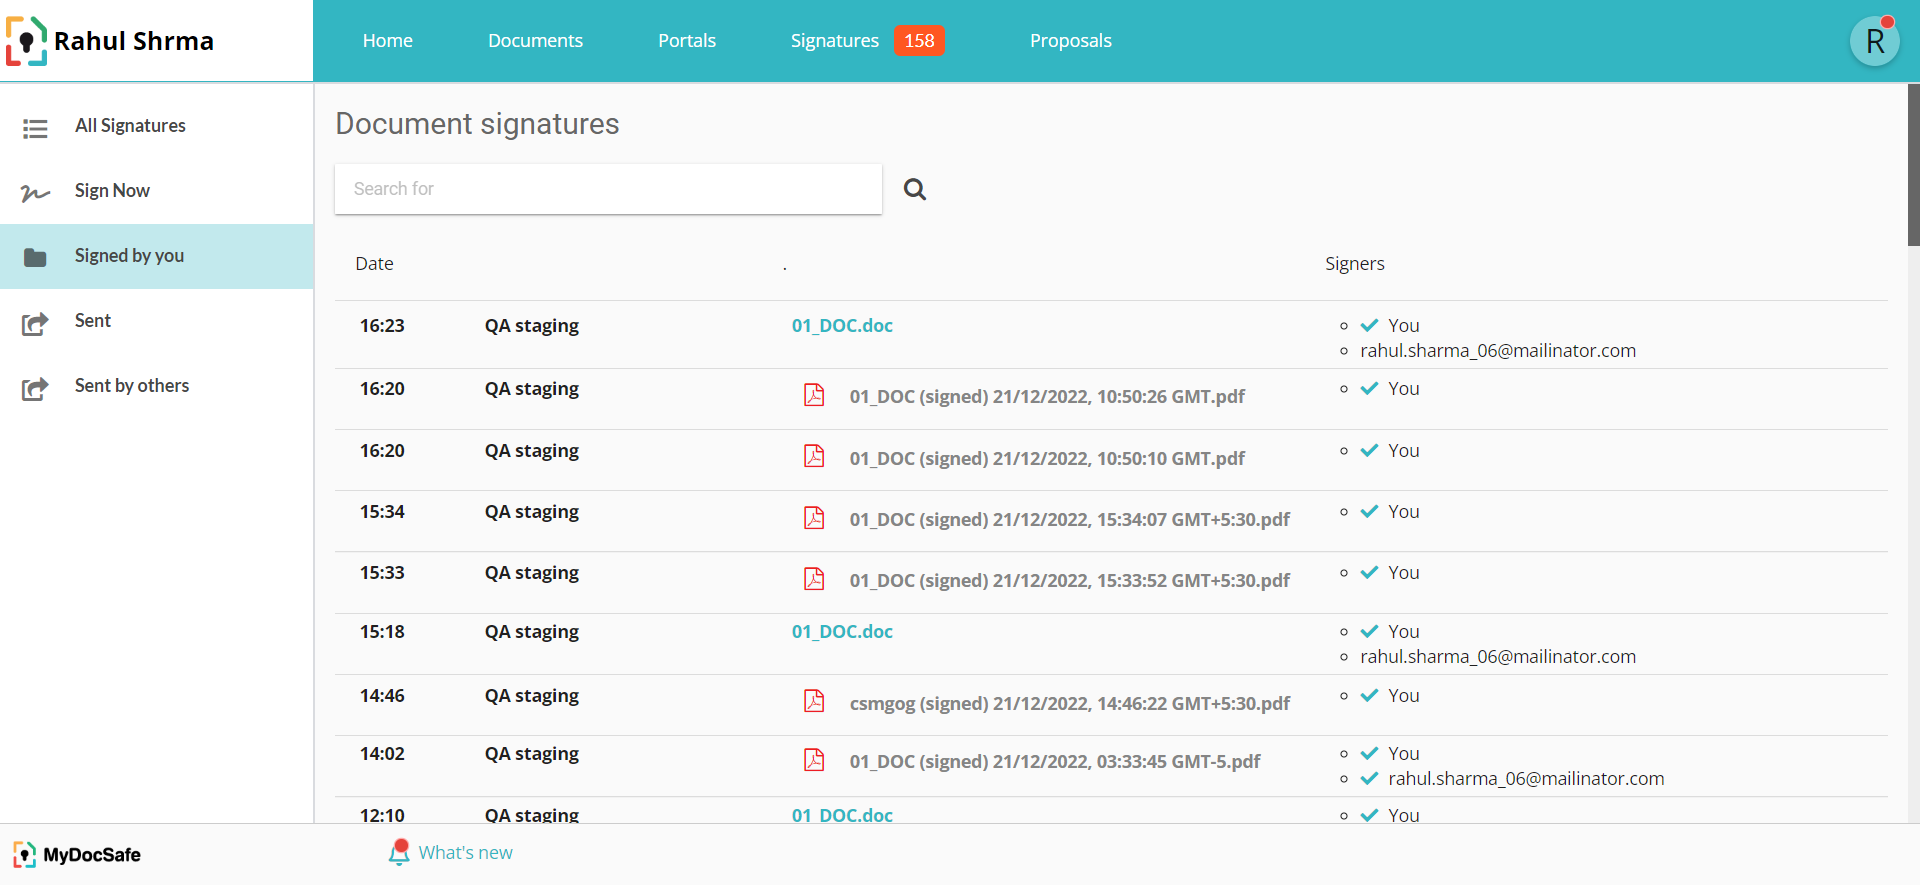 Rahul Shrma
Home Documents Portals Signatures 158 Proposals
R
All Signatures
Sign Now
Signed by you
Sent
Sent by others
Document signatures
Search for
Date . Signers
16:23 QA staging 01_DOC.doc You
rahul.sharma_06@mailinator.com
16:20 QA staging 01_DOC (signed) 21/12/2022, 10:50:26 GMT.pdf You
16:20 QA staging 01_DOC (signed) 21/12/2022, 10:50:10 GMT.pdf You
15:34 QA staging 01_DOC (signed) 21/12/2022, 15:34:07 GMT+5:30.pdf You
15:33 QA staging 01_DOC (signed) 21/12/2022, 15:33:52 GMT+5:30.pdf You
15:18 QA staging 01_DOC.doc You
rahul.sharma_06@mailinator.com
14:46 QA staging csmgog (signed) 21/12/2022, 14:46:22 GMT+5:30.pdf You
14:02 QA staging 01_DOC (signed) 21/12/2022, 03:33:45 GMT-5.pdf You
rahul.sharma_06@mailinator.com
12:10 QA staging 01_DOC.doc You
MyDocSafe What's new